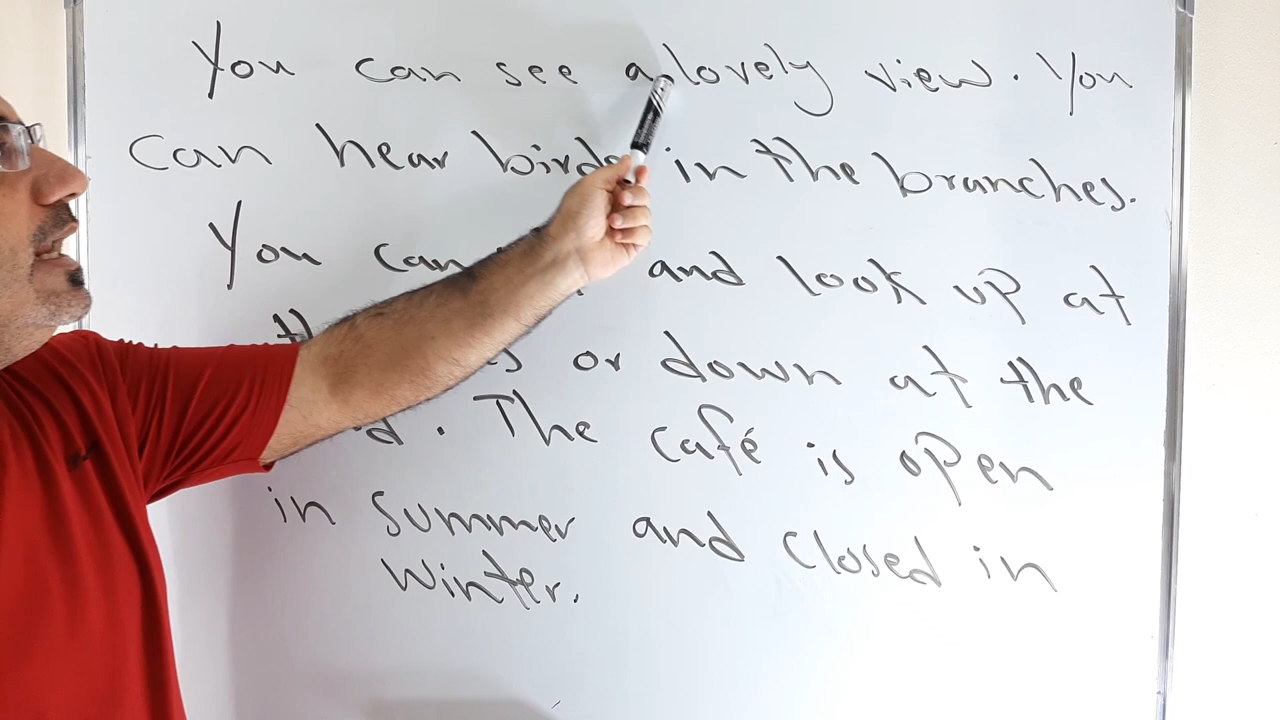 You can see a lovely view. You
can hear birds in the branches.
You can and look up at
or down at the
. The café is open
in summer and closed in
winter.